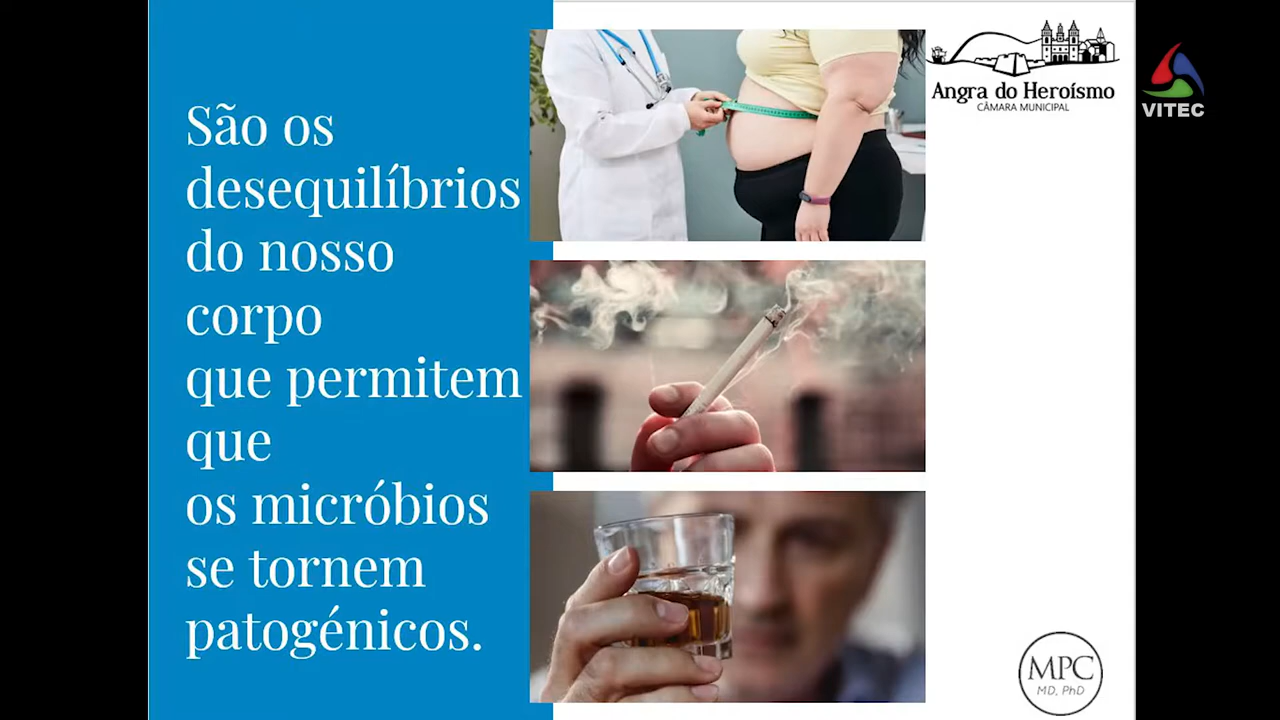 São os
desequilíbrios
do nosso
corpo
que permitem
que
os micróbios
se tornem
patogénicos.
Angra do Heroísmo
CÂMARA MUNICIPAL
VITEC
MPC
MD, PhD